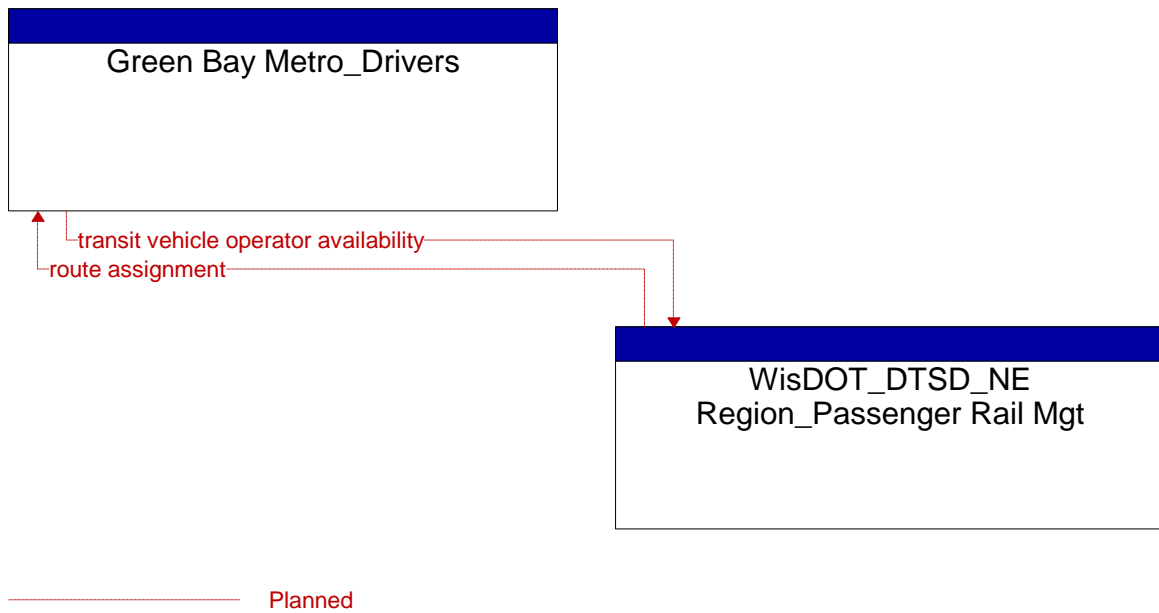 Green Bay Metro_Drivers
transit vehicle operator availability
route assignment
WisDOT_DTSD_NE
Region_Passenger Rail Mgt
Planned